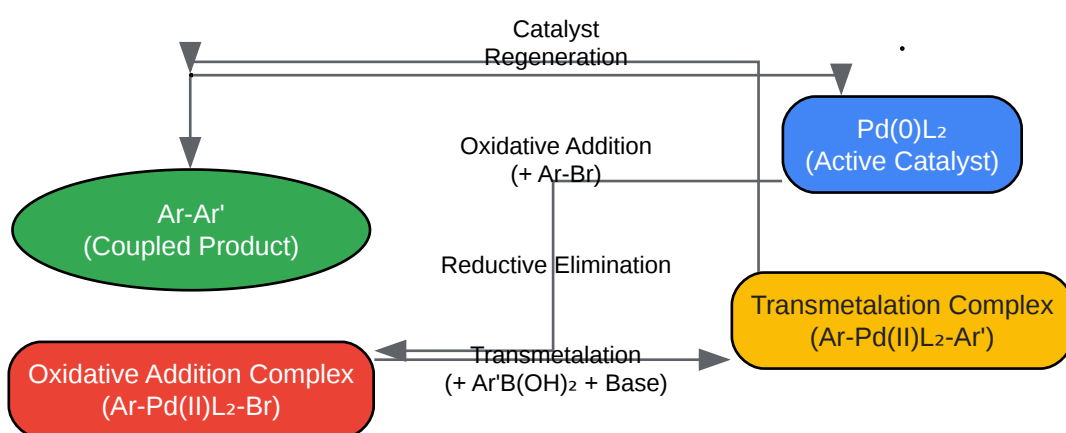 Catalyst
Regeneration
Pd(0)L₂
(Active Catalyst)
Oxidative Addition
(+ Ar-Br)
Ar-Ar'
(Coupled Product)
Reductive Elimination
Transmetalation Complex
(Ar-Pd(II)L₂-Ar')
Transmetalation
(+ Ar'B(OH)₂ + Base)
Oxidative Addition Complex
(Ar-Pd(II)L₂-Br)